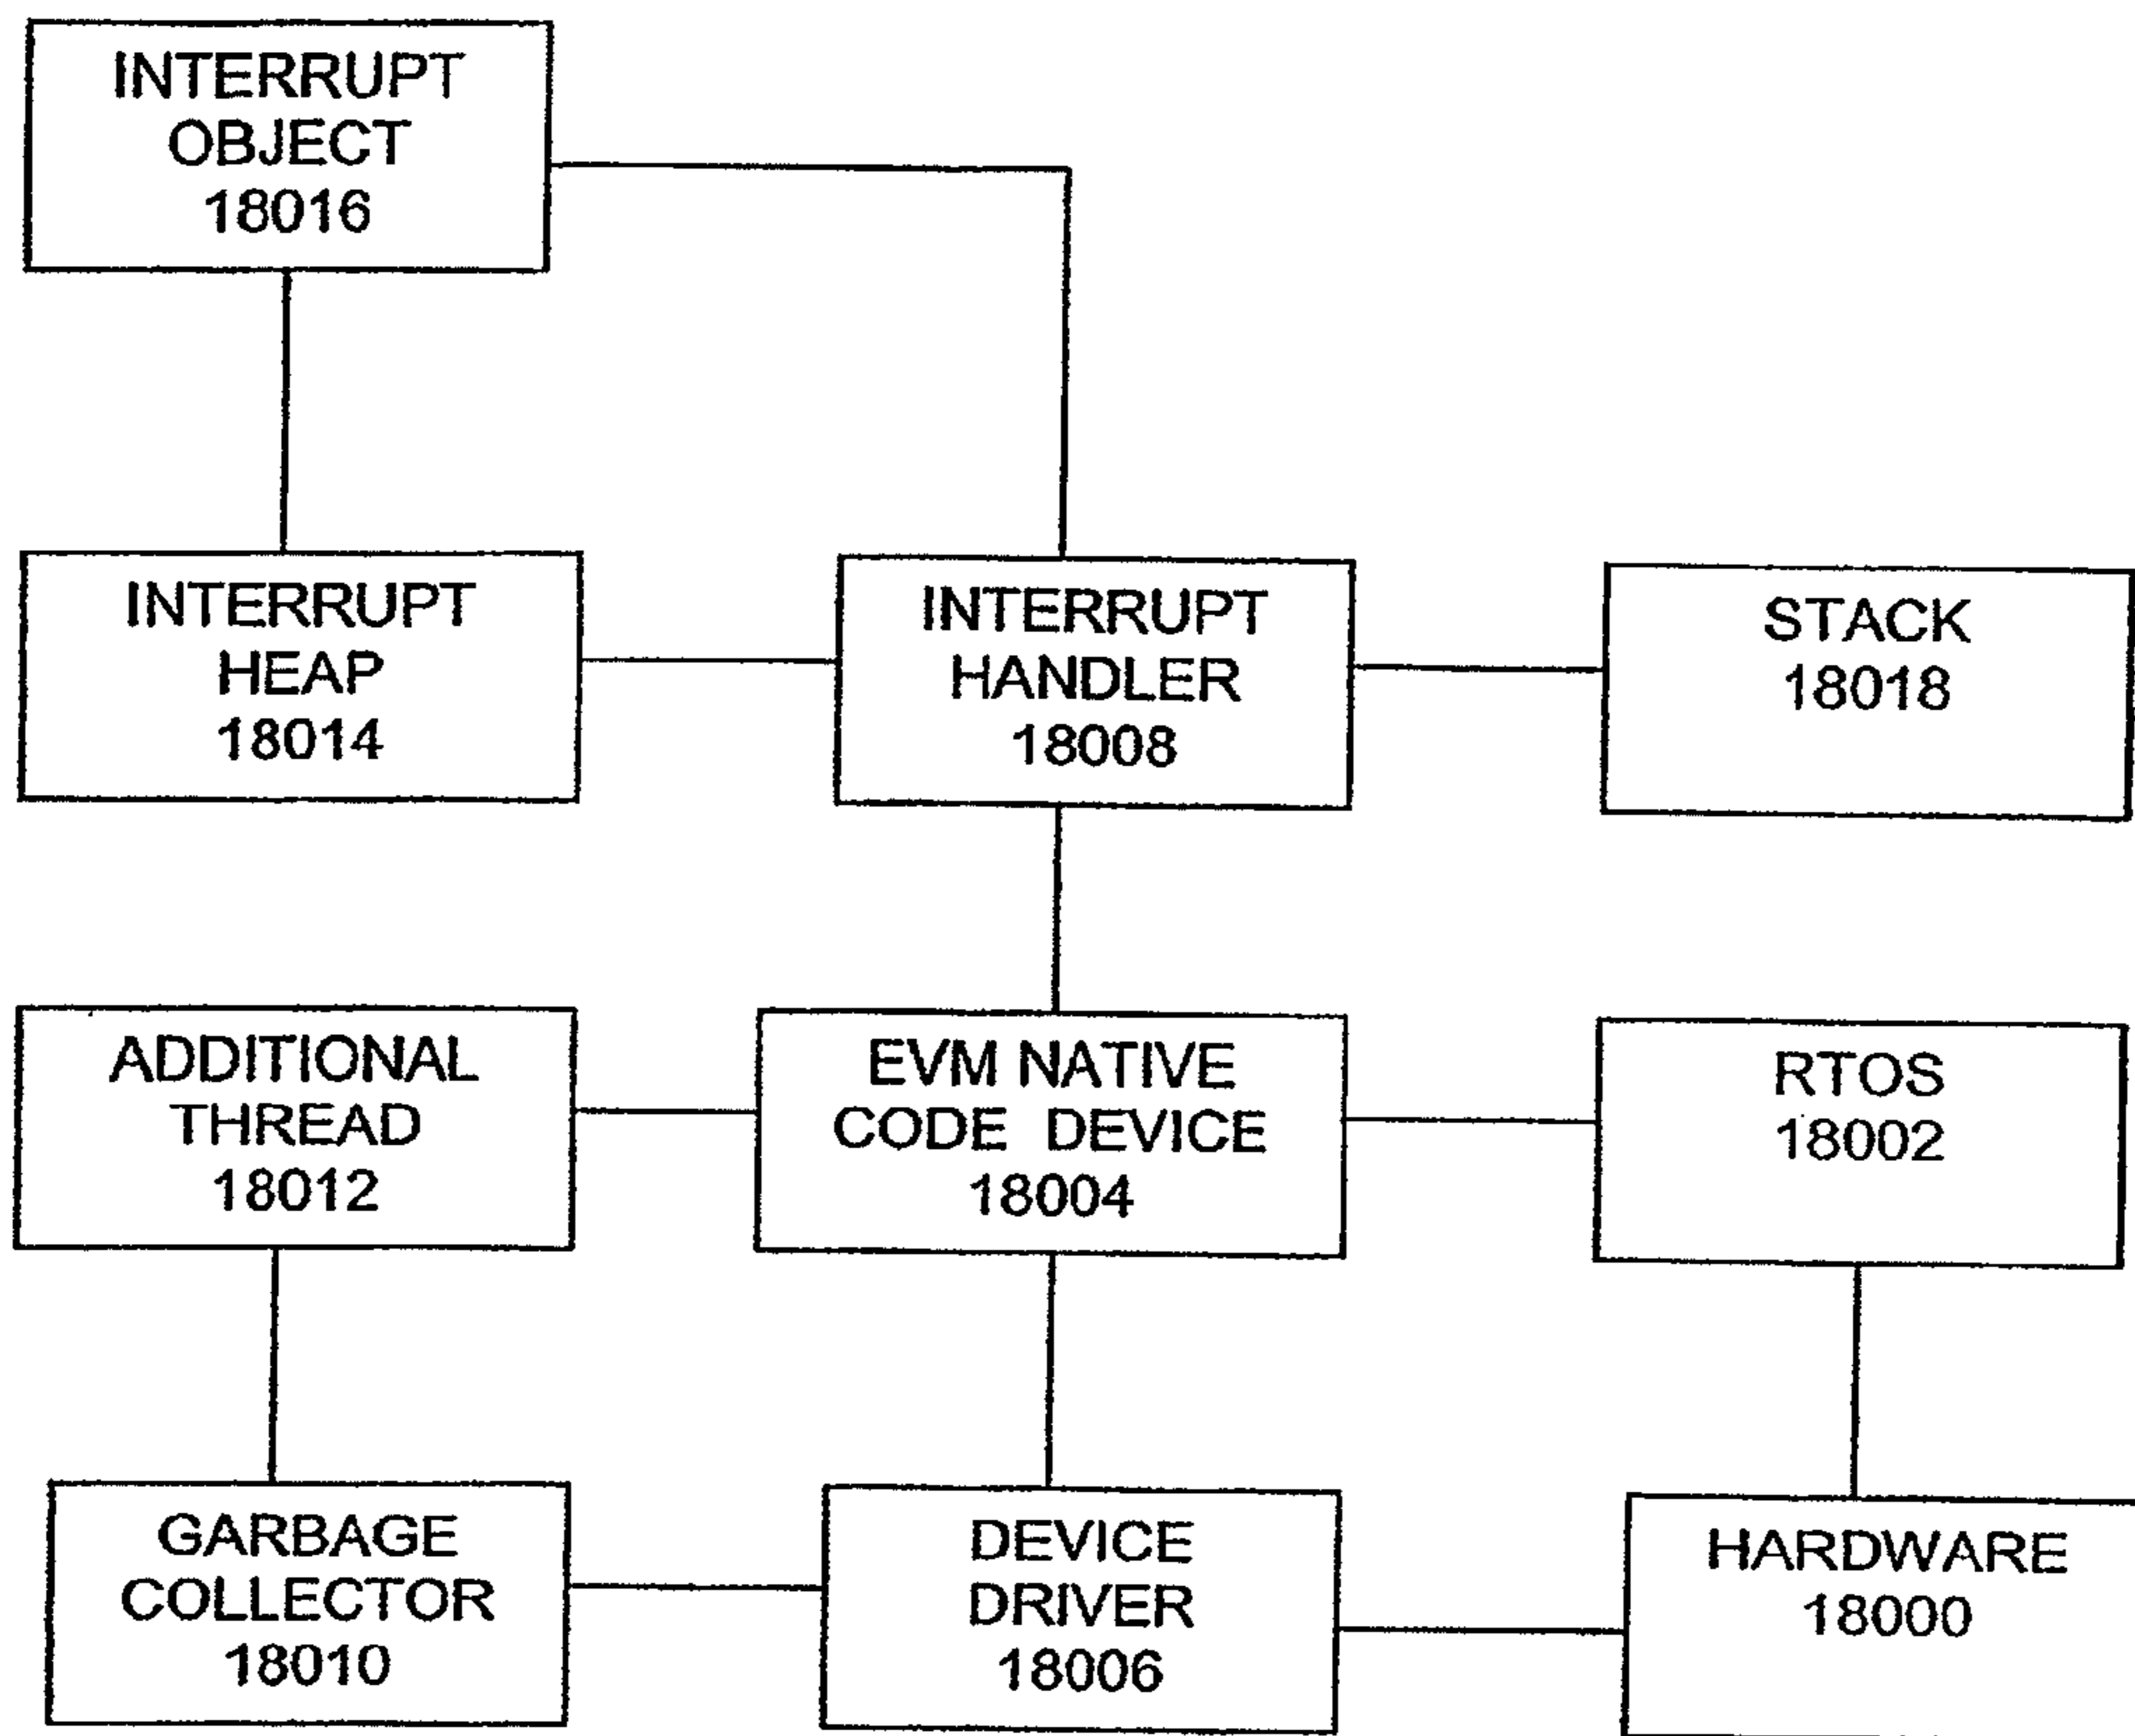 INTERRUPT
OBJECT
18016
INTERRUPT
HEAP
18014
INTERRUPT
HANDLER
18008
STACK
18018
ADDITIONAL
THREAD
18012
EVM NATIVE
CODE DEVICE
18004
RTOS
18002
GARBAGE
COLLECTOR
18010
DEVICE
DRIVER
18006
HARDWARE
18000